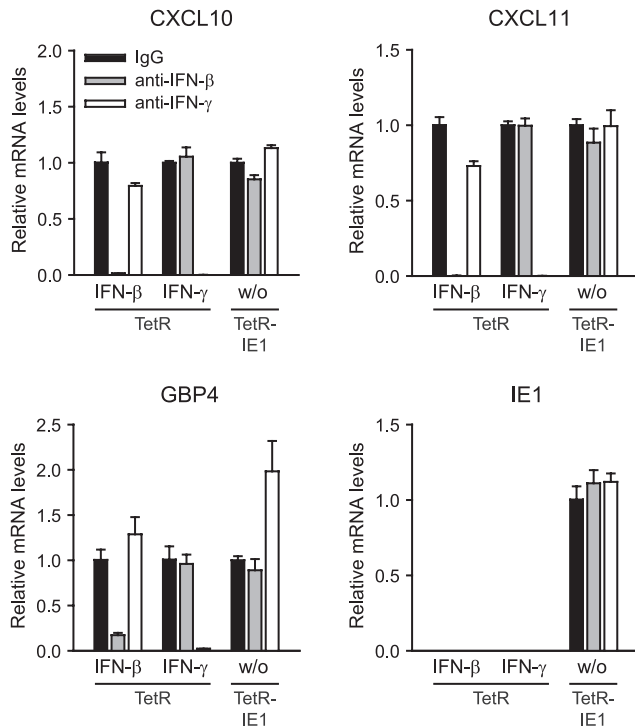 CXCL10
Relative mRNA levels
2.0
1.5
1.0
0.5
0.0
IgG
anti-IFN-β
anti-IFN-γ
IFN-β IFN-γ w/o
TetR TetR-
IE1
CXCL11
Relative mRNA levels
1.5
1.0
0.5
0.0
IFN-β IFN-γ w/o
TetR TetR-
IE1
GBP4
Relative mRNA levels
2.5
2.0
1.5
1.0
0.5
0.0
IFN-β IFN-γ w/o
TetR TetR-
IE1
IE1
Relative mRNA levels
1.5
1.0
0.5
0.0
IFN-β IFN-γ w/o
TetR TetR-
IE1